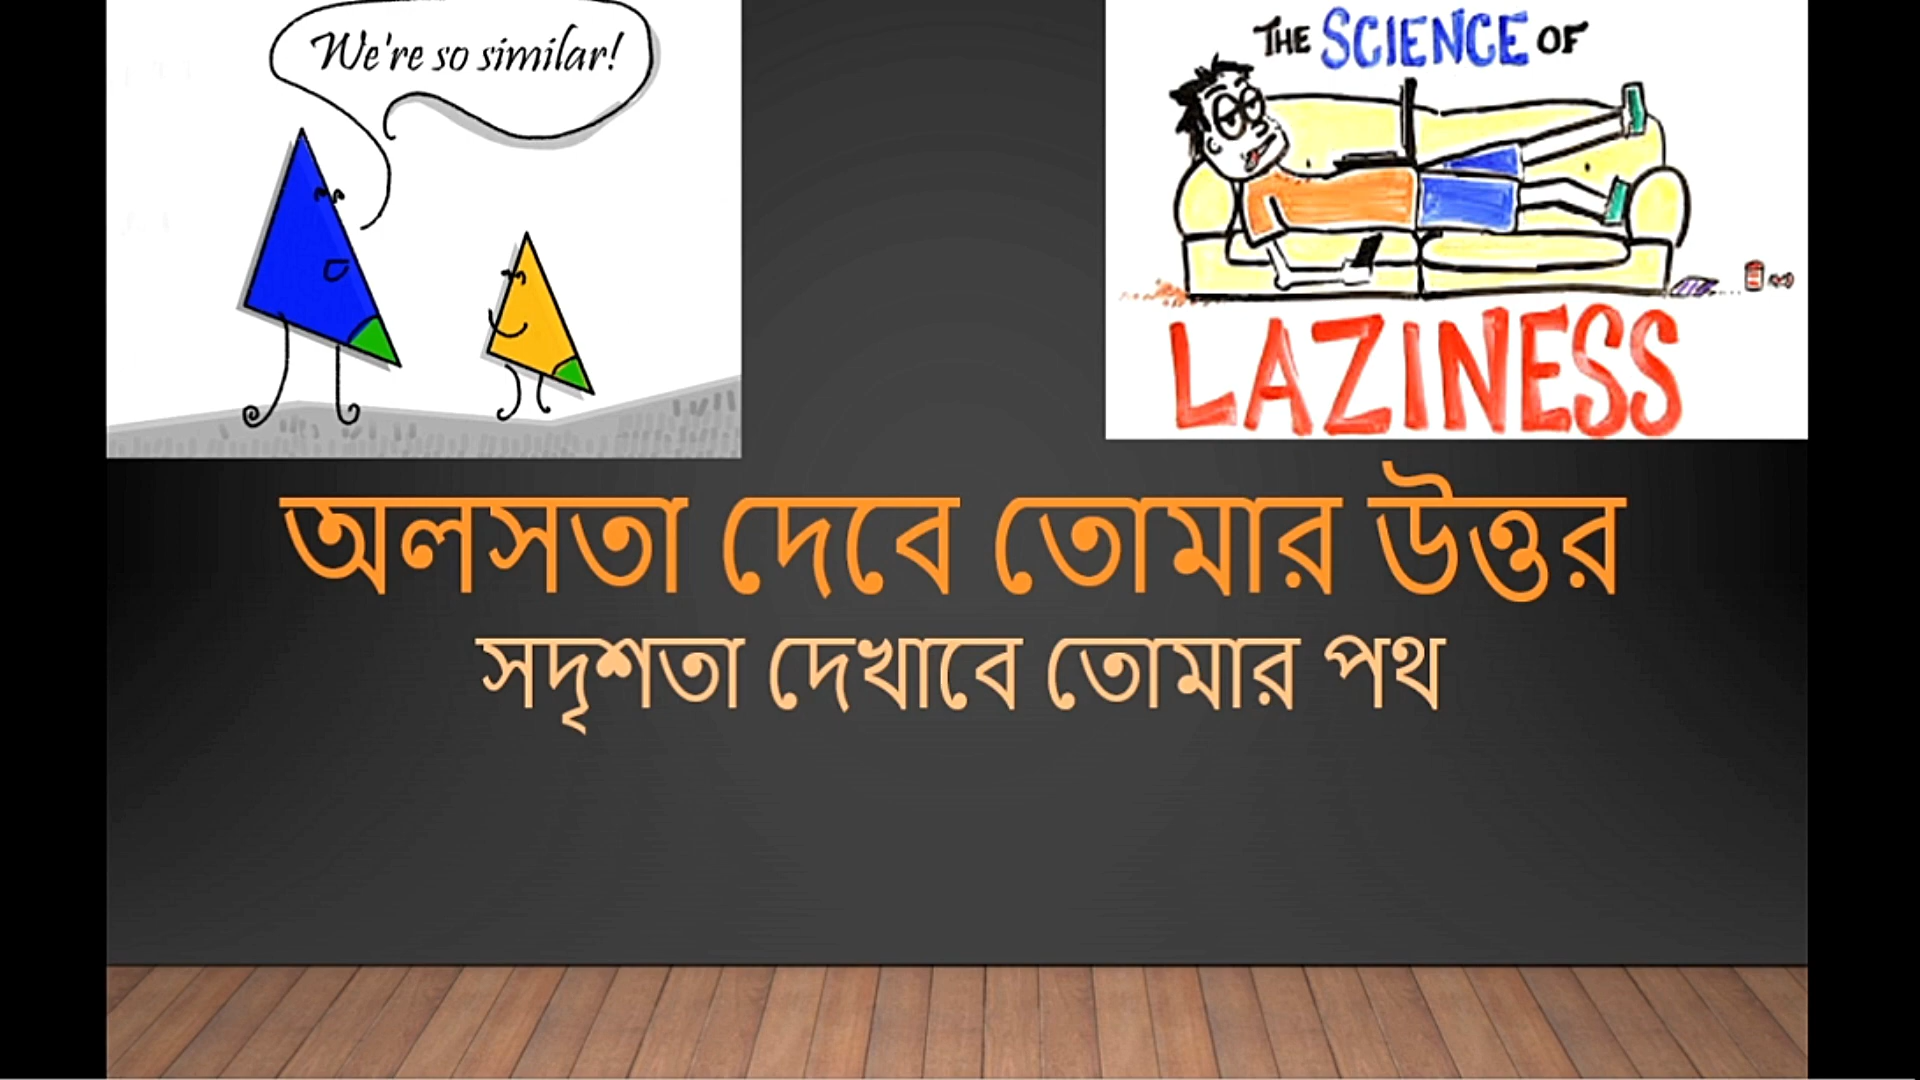 We're so similar!
THE SCIENCE OF
LAZINESS
অলসতা দেবে তোমার উত্তর
সদৃশতা দেখাবে তোমার পথ